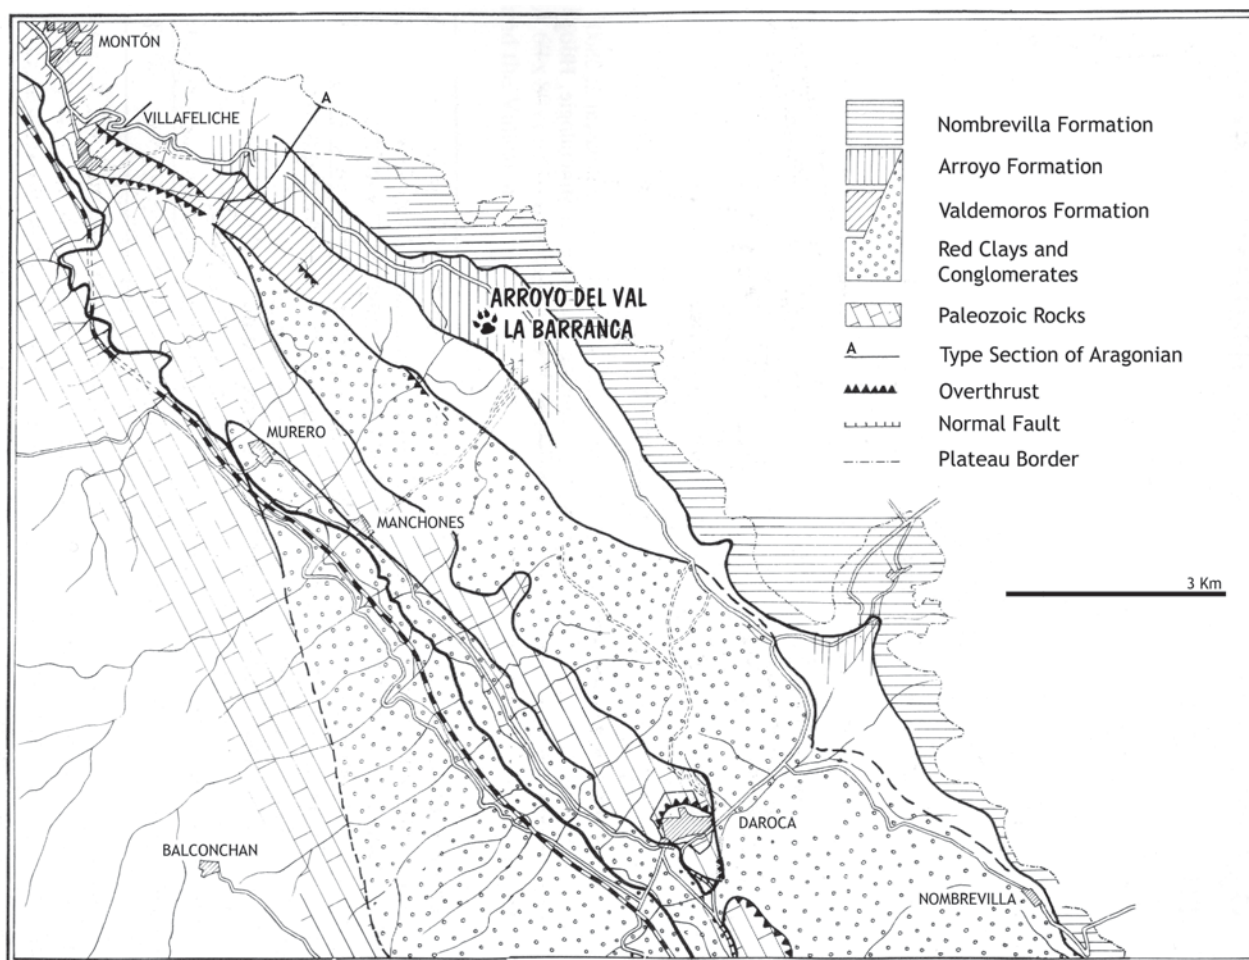 MONTÓN
VILLAFELICHE
A
ARROYO DEL VAL
LA BARRANCA
MURERO
MANCHONES
BALCONCHAN
DAROCA
NOMBREVILLA
Nombrevilla Formation
Arroyo Formation
Valdemoros Formation
Red Clays and
Conglomerates
Paleozoic Rocks
A
Type Section of Aragonian
Overthrust
Normal Fault
Plateau Border
3 Km